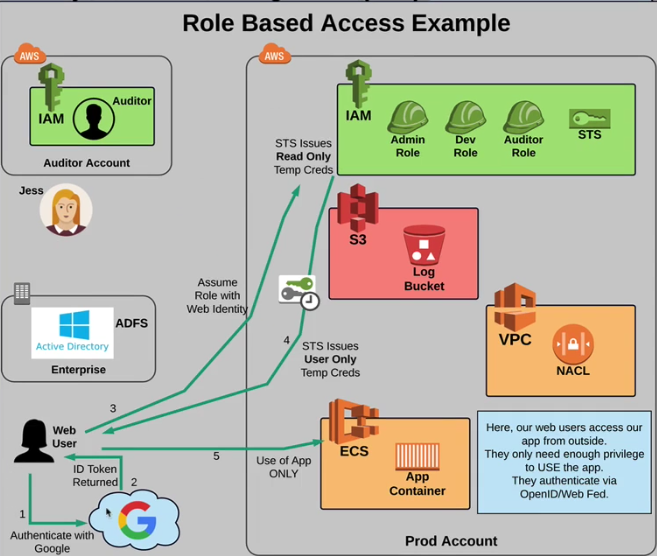 Role Based Access Example
AWS
IAM
Auditor
Auditor Account
Jess
ADFS
Active Directory
Enterprise
Web
User
1
Authenticate with
Google
2
ID Token
Returned
3
Assume
Role with
Web Identity
STS Issues
Read Only
Temp Creds
4
STS Issues
User Only
Temp Creds
5
Use of App
ONLY
AWS
IAM
Admin
Role
Dev
Role
Auditor
Role
STS
S3
Log
Bucket
VPC
NACL
ECS
App
Container
Here, our web users access our
app from outside.
They only need enough privilege
to USE the app.
They authenticate via
OpenID/Web Fed.
Prod Account